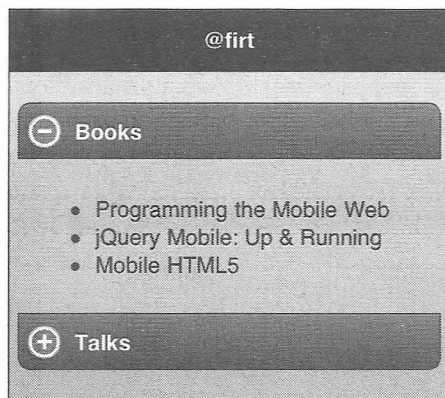 @firt
Books
• Programming the Mobile Web
• jQuery Mobile: Up & Running
• Mobile HTML5
Talks